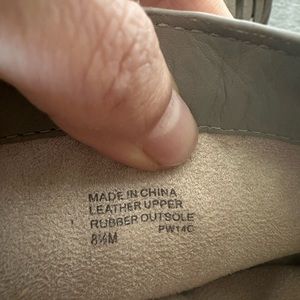 MADE IN CHINA
LEATHER UPPER
RUBBER OUTSOLE
8½M PW14C